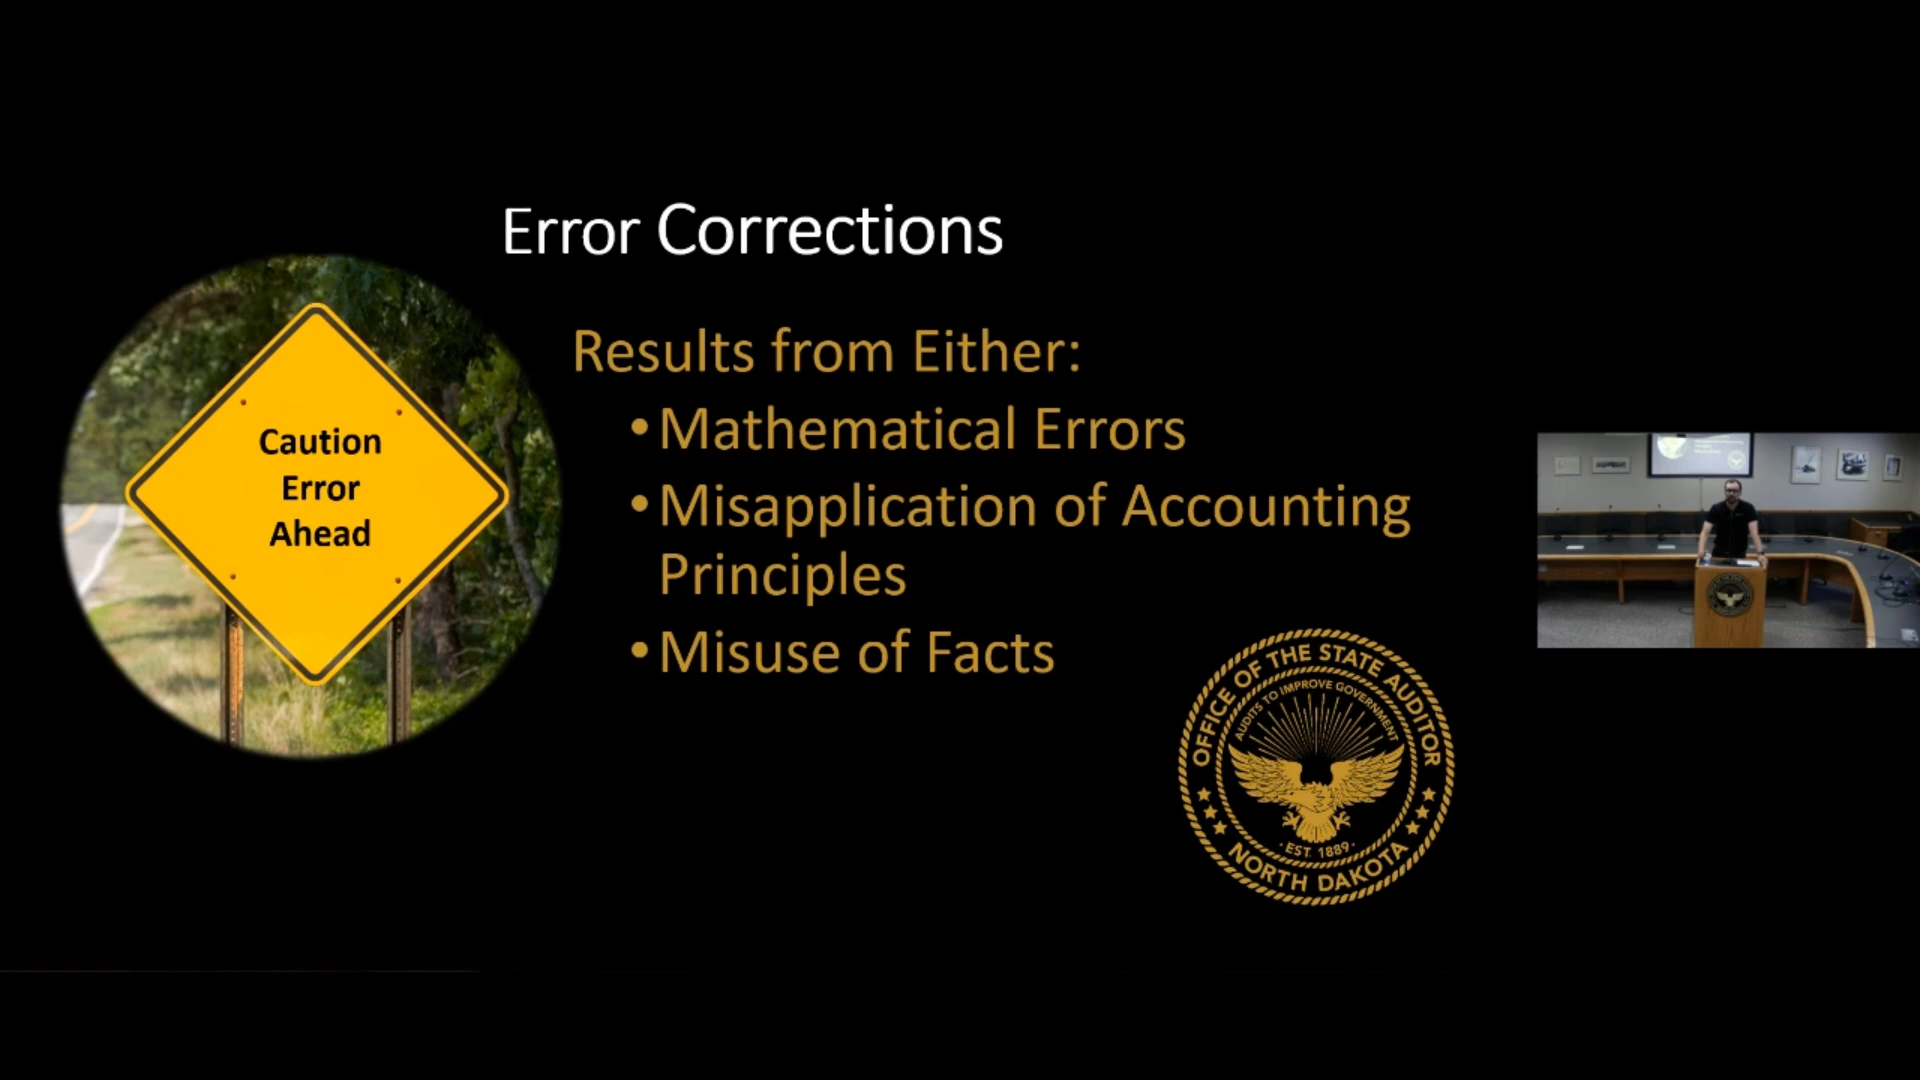 Error Corrections
Caution
Error
Ahead
Results from Either:
•Mathematical Errors
•Misapplication of Accounting
Principles
•Misuse of Facts
OFFICE OF THE STATE AUDITOR
AUDITS TO IMPROVE GOVERNMENT
· EST. 1889 ·
NORTH DAKOTA